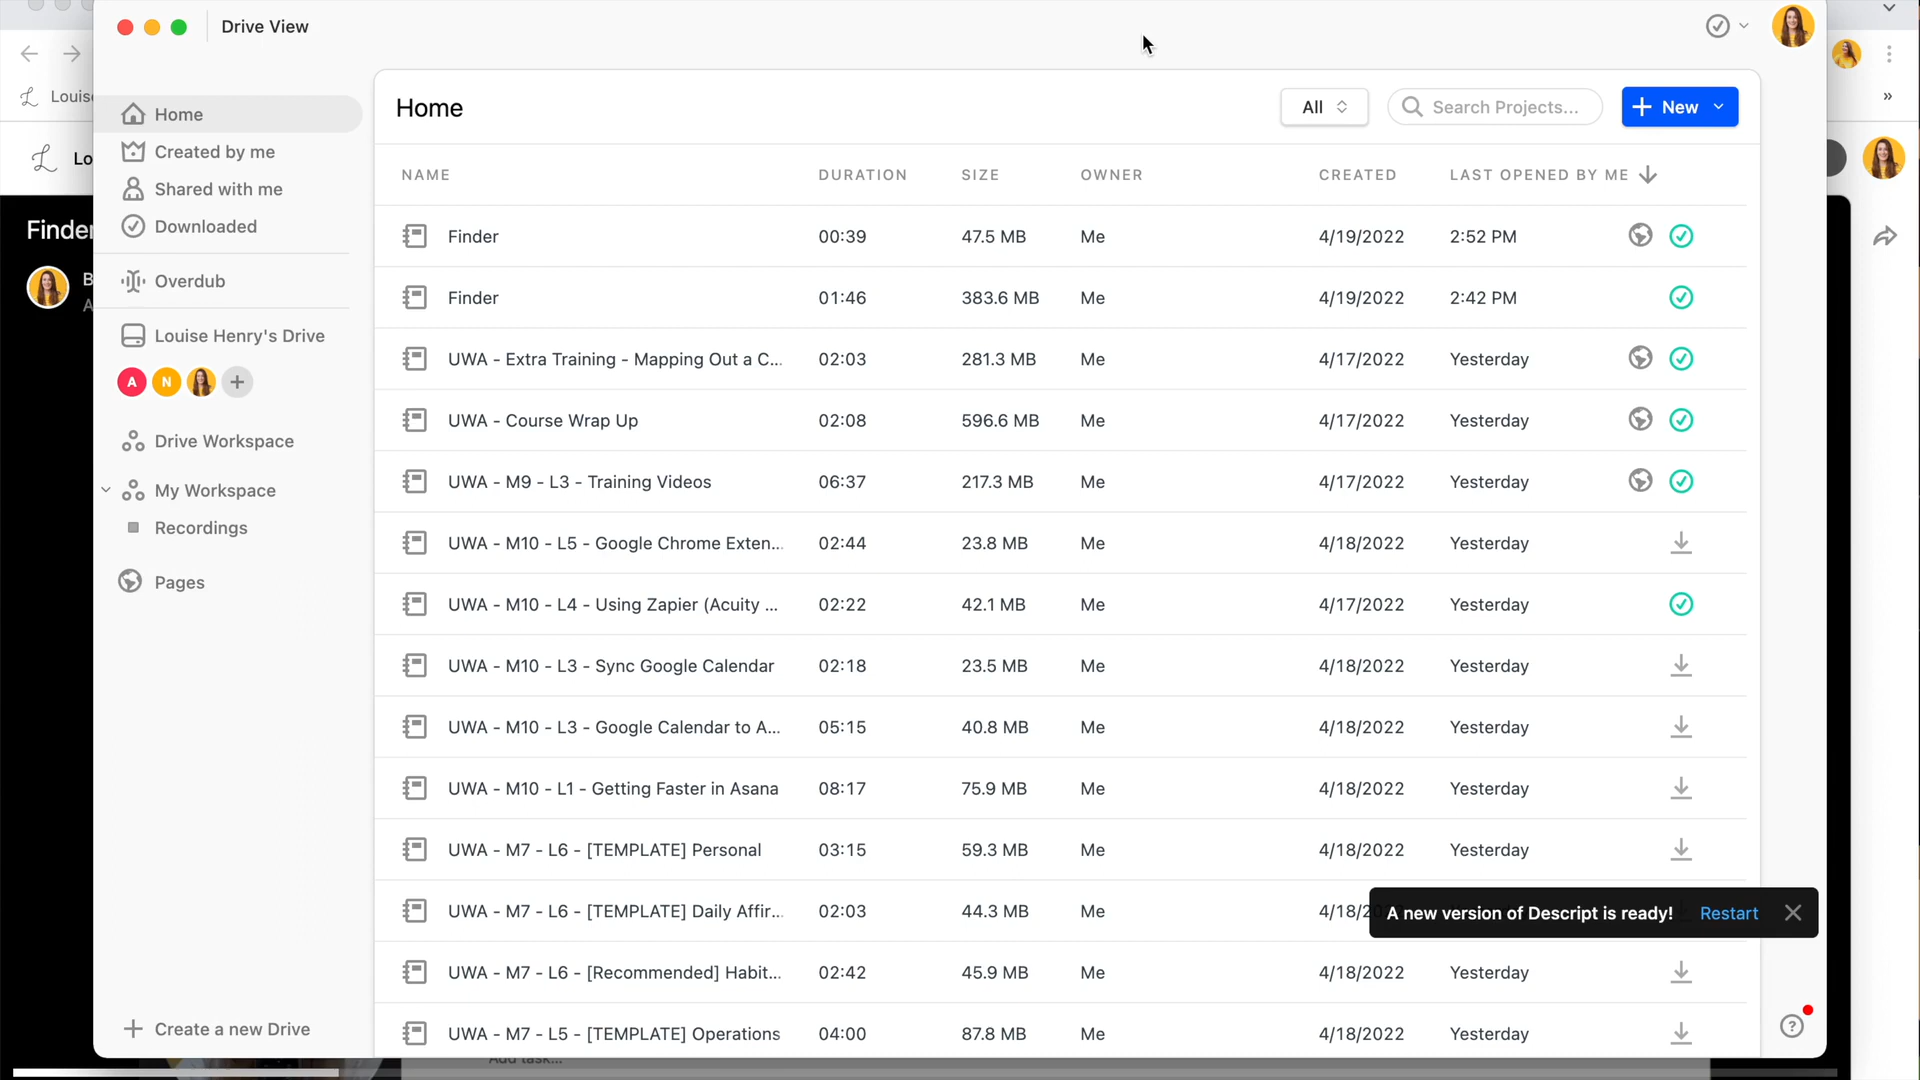 Drive View
Louise
Lo
Finder
B
A
Home
Created by me
Shared with me
Downloaded
Overdub
Louise Henry's Drive
A N
Drive Workspace
My Workspace
Recordings
Pages
Create a new Drive
Home
All
Search Projects...
New
NAME DURATION SIZE OWNER CREATED LAST OPENED BY ME
Finder 00:39 47.5 MB Me 4/19/2022 2:52 PM
Finder 01:46 383.6 MB Me 4/19/2022 2:42 PM
UWA - Extra Training - Mapping Out a C... 02:03 281.3 MB Me 4/17/2022 Yesterday
UWA - Course Wrap Up 02:08 596.6 MB Me 4/17/2022 Yesterday
UWA - M9 - L3 - Training Videos 06:37 217.3 MB Me 4/17/2022 Yesterday
UWA - M10 - L5 - Google Chrome Exten... 02:44 23.8 MB Me 4/18/2022 Yesterday
UWA - M10 - L4 - Using Zapier (Acuity ... 02:22 42.1 MB Me 4/17/2022 Yesterday
UWA - M10 - L3 - Sync Google Calendar 02:18 23.5 MB Me 4/18/2022 Yesterday
UWA - M10 - L3 - Google Calendar to A... 05:15 40.8 MB Me 4/18/2022 Yesterday
UWA - M10 - L1 - Getting Faster in Asana 08:17 75.9 MB Me 4/18/2022 Yesterday
UWA - M7 - L6 - [TEMPLATE] Personal 03:15 59.3 MB Me 4/18/2022 Yesterday
UWA - M7 - L6 - [TEMPLATE] Daily Affir... 02:03 44.3 MB Me 4/18/2022
A new version of Descript is ready! Restart
UWA - M7 - L6 - [Recommended] Habit... 02:42 45.9 MB Me 4/18/2022 Yesterday
UWA - M7 - L5 - [TEMPLATE] Operations 04:00 87.8 MB Me 4/18/2022 Yesterday
Add task...